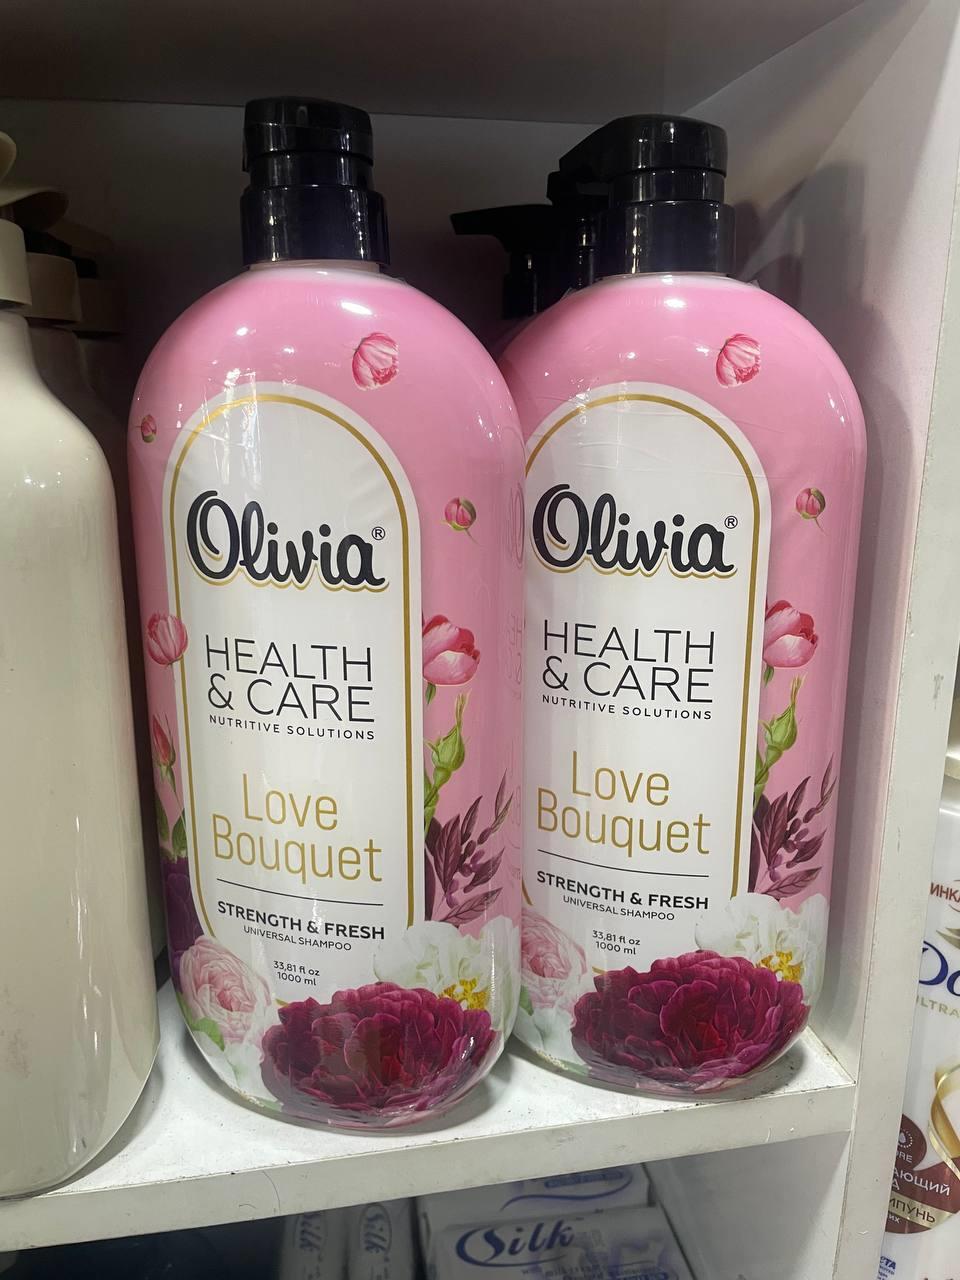 Olivia®
HEALTH
& CARE
NUTRITIVE SOLUTIONS
Love
Bouquet
STRENGTH & FRESH
UNIVERSAL SHAMPOO
33,81 fl oz
1000 ml
Olivia®
HEALTH
& CARE
NUTRITIVE SOLUTIONS
Love
Bouquet
STRENGTH & FRESH
UNIVERSAL SHAMPOO
33,81 fl oz
1000 ml
Silk